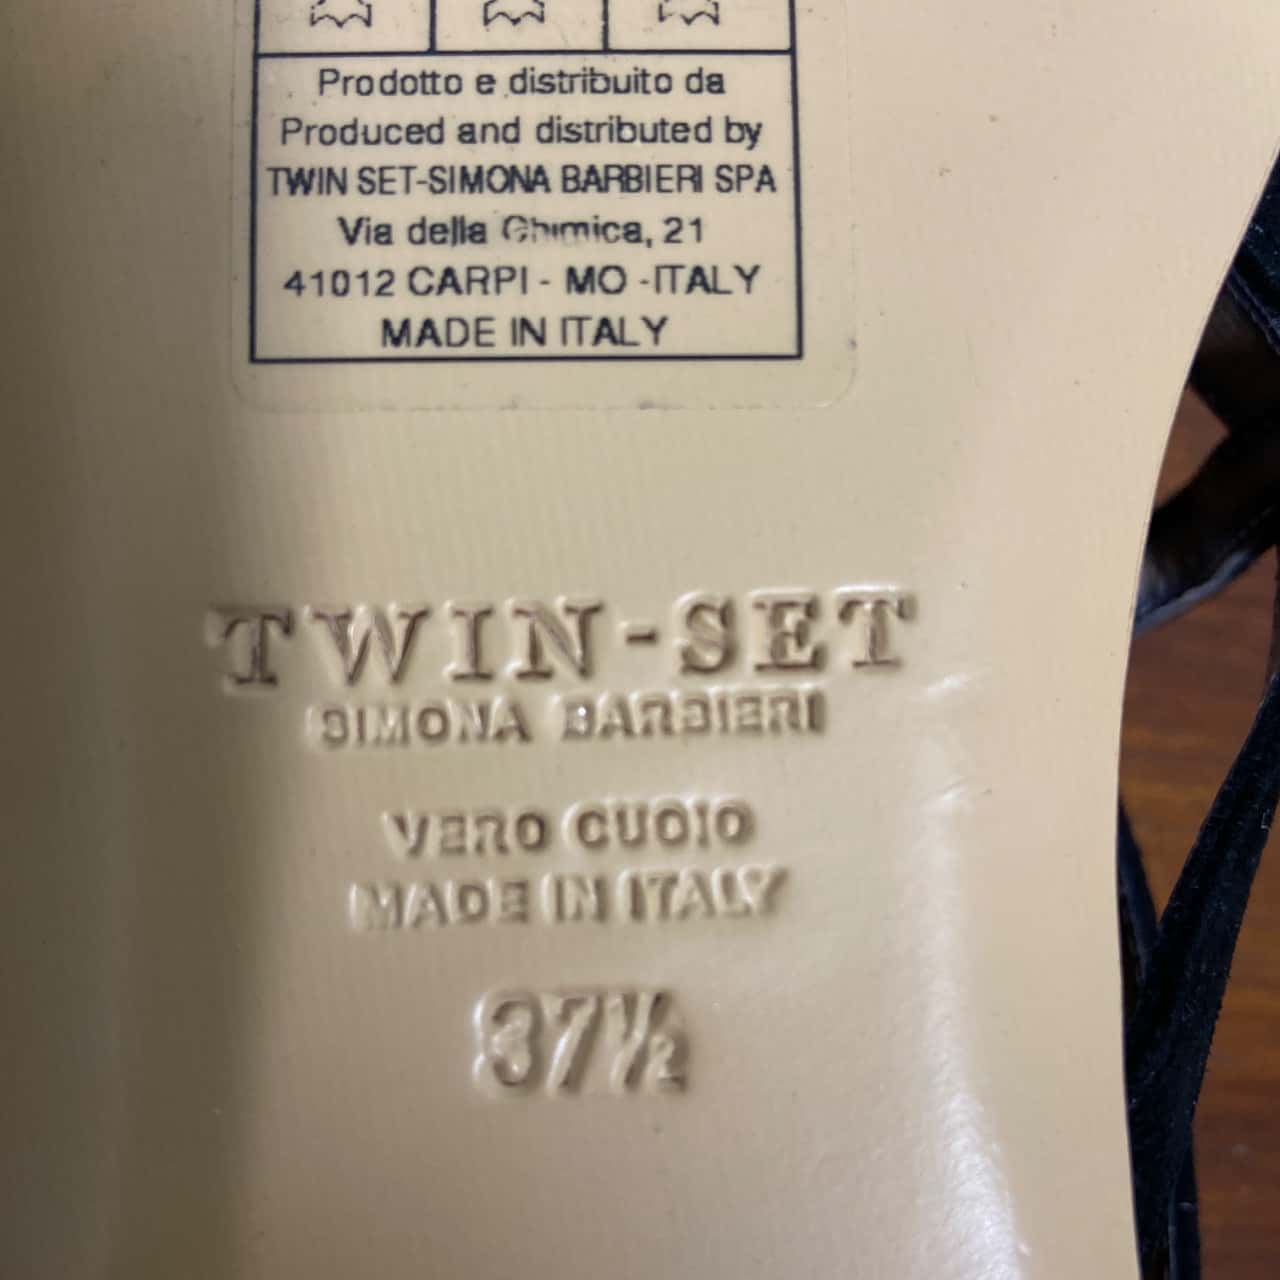 Prodotto e distribuito da
Produced and distributed by
TWIN SET-SIMONA BARBIERI SPA
Via della Chimica, 21
41012 CARPI - MO -ITALY
MADE IN ITALY
TWIN-SET
SIMONA BARBIERI
VERO CUOIO
MADE IN ITALY
37½